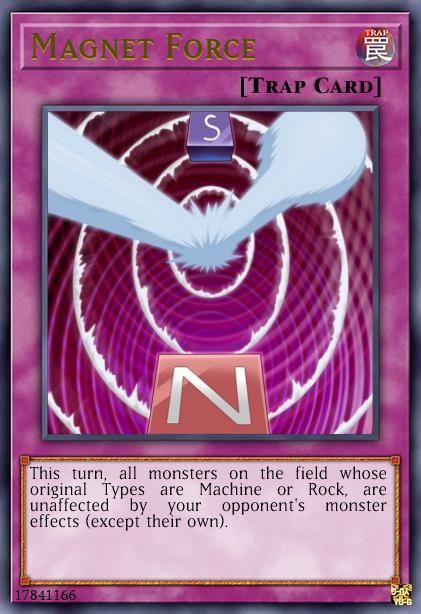 Magnet Force
TRAP
罠
[Trap Card]
S
N
This turn, all monsters on the field whose
original Types are Machine or Rock, are
unaffected by your opponent's monster
effects (except their own).
17841166